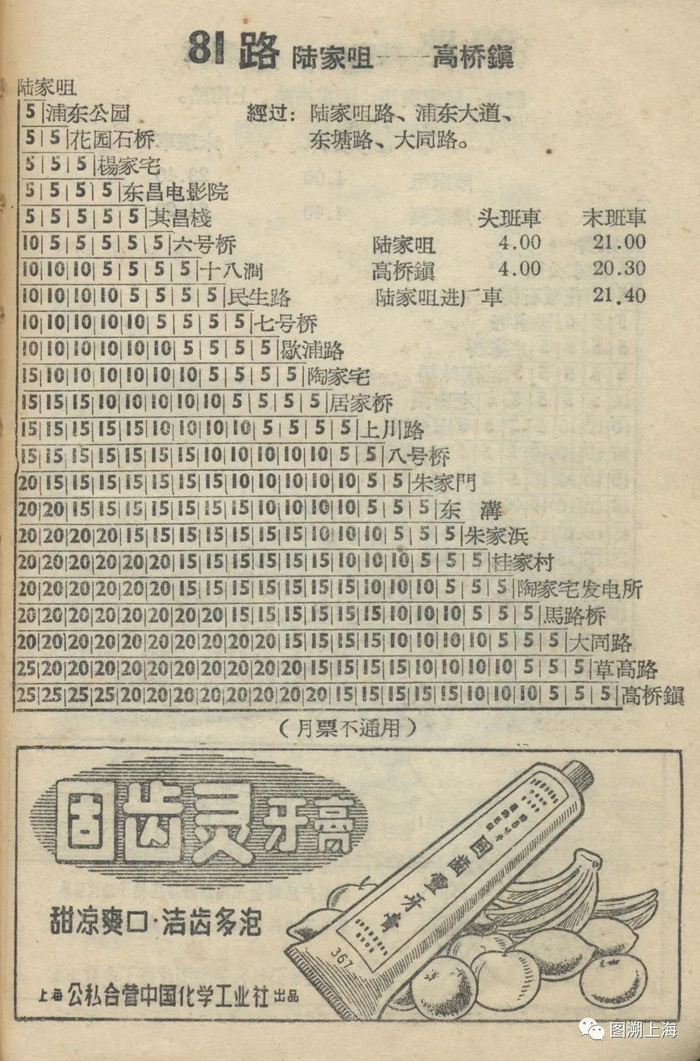 81路 陆家咀——高桥鎮
陆家咀
5 浦东公园
經过：陆家咀路、浦东大道、
5 5 花园石桥
东塘路、大同路。
5 5 5 楊家宅
5 5 5 5 东昌电影院
5 5 5 5 5 其昌棧
头班車 末班車
10 5 5 5 5 5 六号桥
陆家咀 4.00 21.00
10 10 10 5 5 5 5 十八澗
高桥鎮 4.00 20.30
10 10 10 10 5 5 5 5 民生路
陆家咀进厂車 21.40
10 10 10 10 10 5 5 5 5 七号桥
10 10 10 10 10 10 5 5 5 5 歇浦路
15 10 10 10 10 10 10 5 5 5 5 陶家宅
15 15 15 10 10 10 10 10 5 5 5 5 居家桥
15 15 15 15 15 10 10 10 10 5 5 5 5 上川路
15 15 15 15 15 15 15 10 10 10 10 10 5 5 八号桥
20 15 15 15 15 15 15 15 10 10 10 10 10 5 5 朱家門
20 20 15 15 15 15 15 15 15 10 10 10 10 5 5 5 东 溝
20 20 20 20 15 15 15 15 15 15 15 10 10 10 5 5 5 朱家浜
20 20 20 20 20 15 15 15 15 15 15 15 10 10 10 5 5 5 桂家村
20 20 20 20 20 20 15 15 15 15 15 15 15 10 10 10 5 5 5 陶家宅发电所
20 20 20 20 20 20 20 20 15 15 15 15 15 15 10 10 10 5 5 5 馬路桥
20 20 20 20 20 20 20 20 20 20 15 15 15 15 10 10 10 10 5 5 5 大同路
25 20 20 20 20 20 20 20 20 20 20 15 15 15 15 10 10 10 10 5 5 5 草高路
25 25 25 25 20 20 20 20 20 20 20 20 15 15 15 15 15 10 10 10 5 5 5 高桥鎮
（月票不通用）
固齿灵牙膏
固齒靈牙膏
367
甜凉爽口·洁齿多泡
上海公私合营中国化学工业社出品
图溯上海